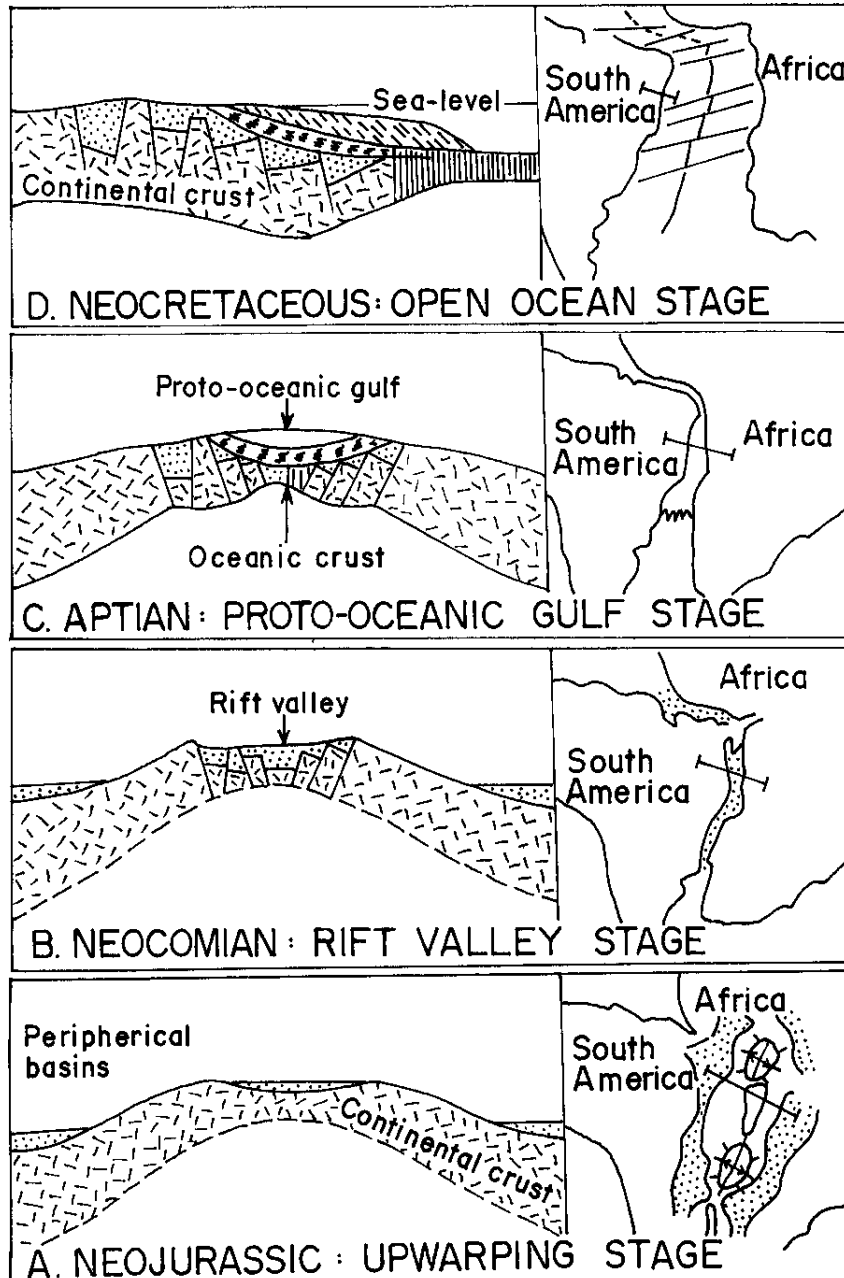 Sea-level
South
America
Africa
Continental crust
D. NEOCRETACEOUS: OPEN OCEAN STAGE
Proto-oceanic gulf
South
America
Africa
Oceanic crust
C. APTIAN: PROTO-OCEANIC GULF STAGE
Africa
Rift valley
South
America
B. NEOCOMIAN: RIFT VALLEY STAGE
Africa
Peripherical
basins
South
America
Continental crust
A. NEOJURASSIC: UPWARPING STAGE